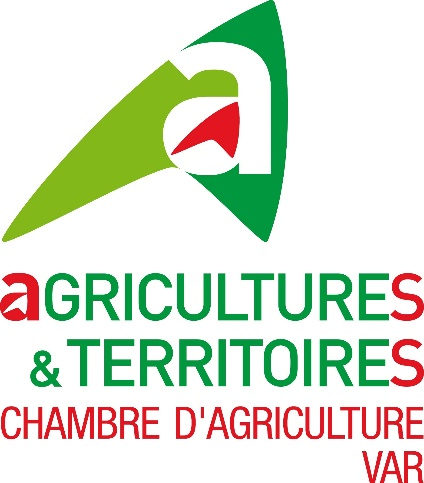 a
aGRICULTURES
& TERRITOIRES
CHAMBRE D'AGRICULTURE
VAR